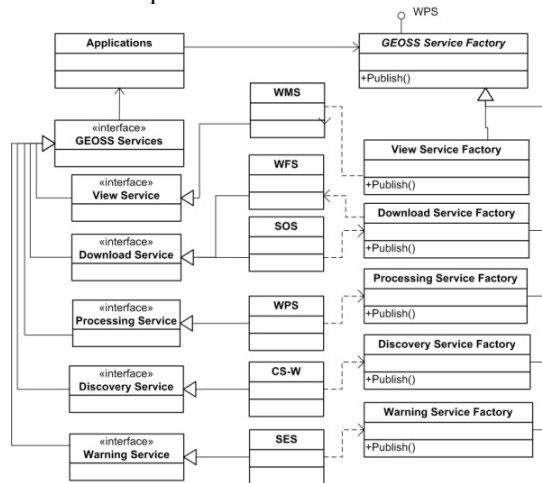 WPS
Applications
GEOSS Service Factory
+Publish()
WMS
«interface»
GEOSS Services
View Service Factory
+Publish()
WFS
«interface»
View Service
Download Service Factory
+Publish()
SOS
«interface»
Download Service
Processing Service Factory
+Publish()
«interface»
Processing Service
WPS
Discovery Service Factory
+Publish()
«interface»
Discovery Service
CS-W
Warning Service Factory
+Publish()
«interface»
Warning Service
SES